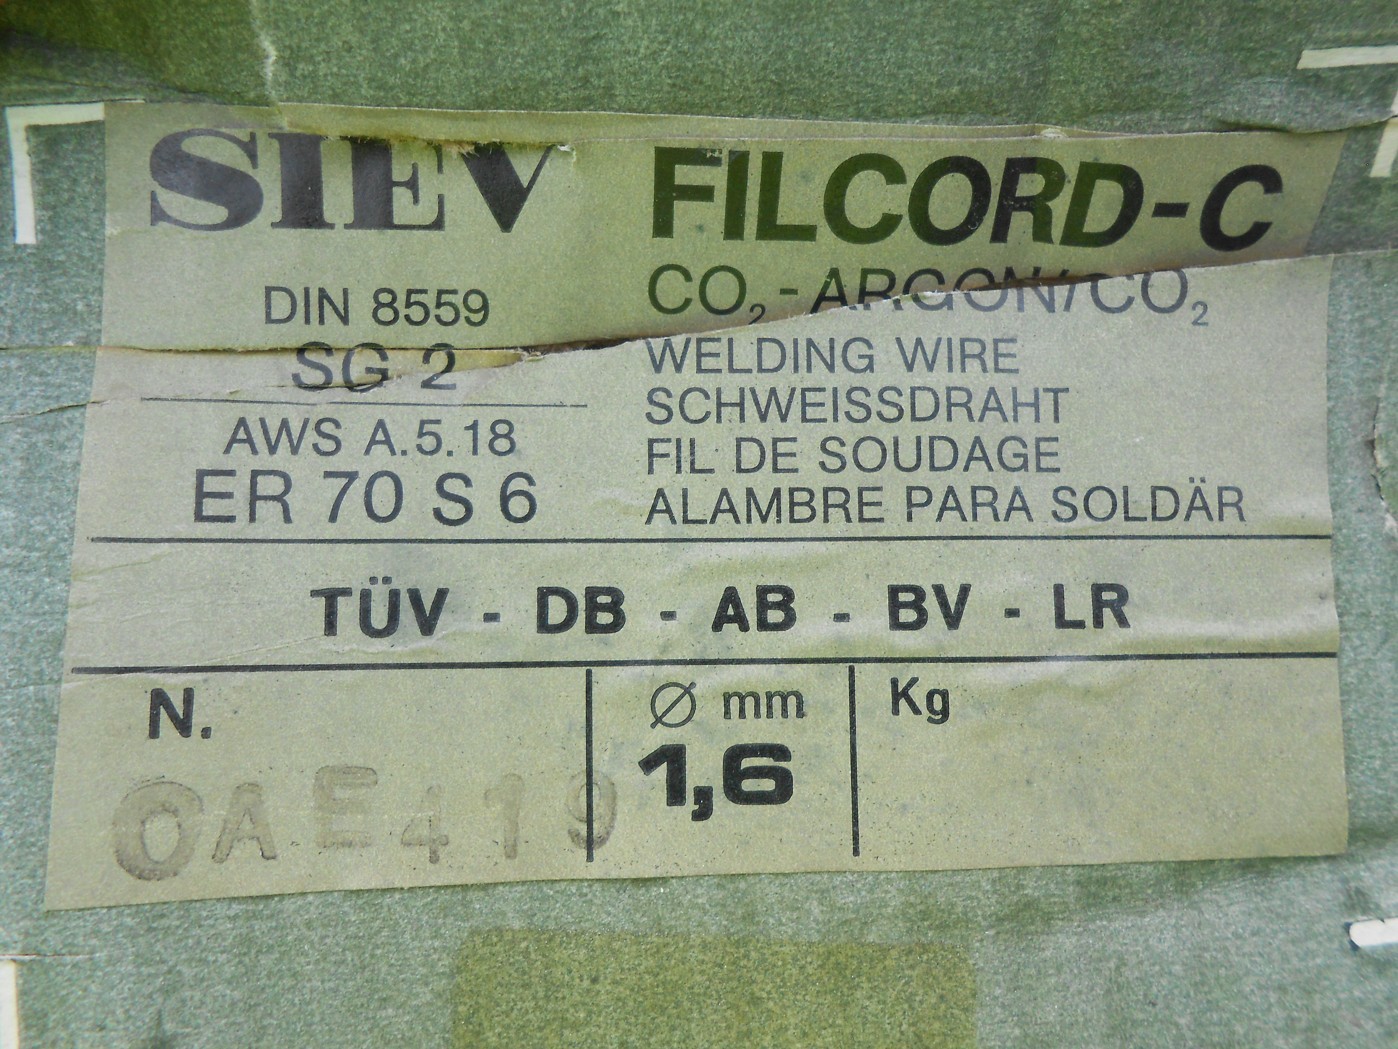 SIEV
FILCORD-C
DIN 8559
SG 2
AWS A.5.18
ER 70 S 6
CO₂ - ARGON/CO₂
WELDING WIRE
SCHWEISSDRAHT
FIL DE SOUDAGE
ALAMBRE PARA SOLDÄR
TÜV - DB - AB - BV - LR
N.
OAE419
Ø mm
1,6
Kg